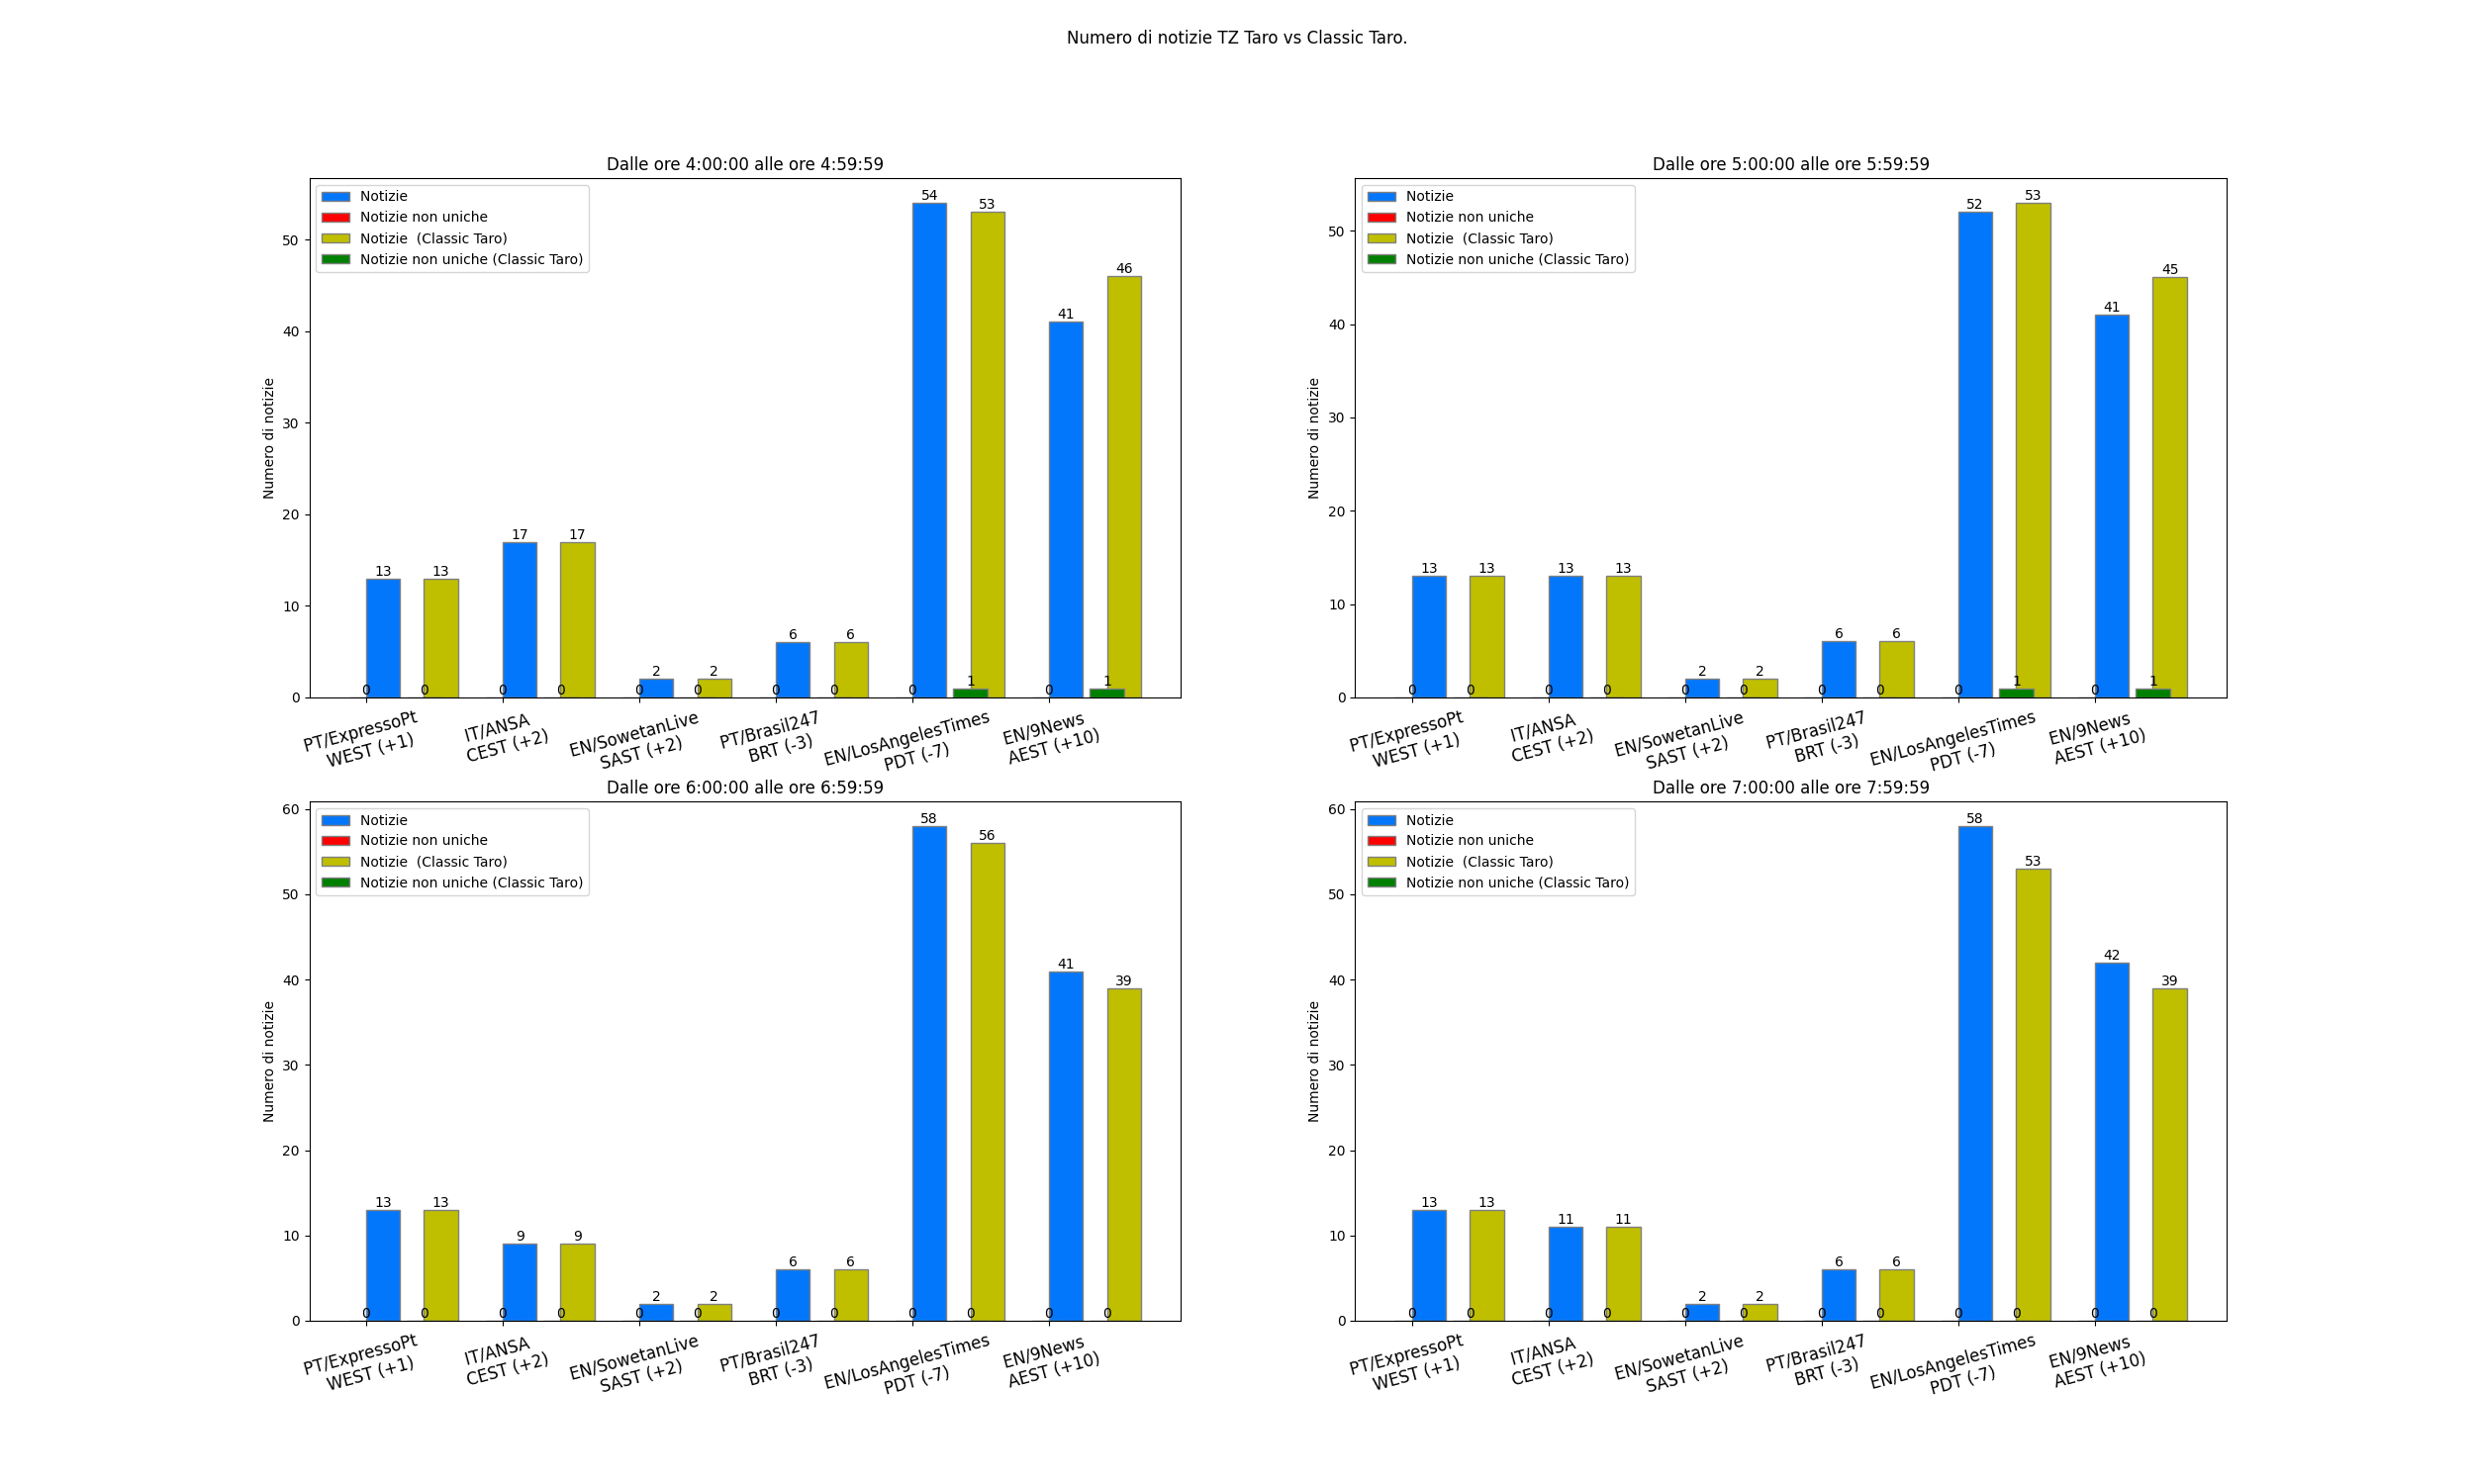 Numero di notizie TZ Taro vs Classic Taro.
Dalle ore 4:00:00 alle ore 4:59:59
Notizie
Notizie non uniche
Notizie  (Classic Taro)
Notizie non uniche (Classic Taro)
Numero di notizie
50
40
30
20
10
0
13 13 17 17 2 2 6 6 54 53 41 46
0 0 0 0 0 0 0 0 0 1 0 1
PT/ExpressoPt
WEST (+1)
IT/ANSA
CEST (+2)
EN/SowetanLive
SAST (+2)
PT/Brasil247
BRT (-3)
EN/LosAngelesTimes
PDT (-7)
EN/9News
AEST (+10)
Dalle ore 5:00:00 alle ore 5:59:59
Notizie
Notizie non uniche
Notizie  (Classic Taro)
Notizie non uniche (Classic Taro)
Numero di notizie
50
40
30
20
10
0
13 13 13 13 2 2 6 6 52 53 41 45
0 0 0 0 0 0 0 0 0 1 0 1
PT/ExpressoPt
WEST (+1)
IT/ANSA
CEST (+2)
EN/SowetanLive
SAST (+2)
PT/Brasil247
BRT (-3)
EN/LosAngelesTimes
PDT (-7)
EN/9News
AEST (+10)
Dalle ore 6:00:00 alle ore 6:59:59
Notizie
Notizie non uniche
Notizie  (Classic Taro)
Notizie non uniche (Classic Taro)
Numero di notizie
60
50
40
30
20
10
0
13 13 9 9 2 2 6 6 58 56 41 39
0 0 0 0 0 0 0 0 0 0 0 0
PT/ExpressoPt
WEST (+1)
IT/ANSA
CEST (+2)
EN/SowetanLive
SAST (+2)
PT/Brasil247
BRT (-3)
EN/LosAngelesTimes
PDT (-7)
EN/9News
AEST (+10)
Dalle ore 7:00:00 alle ore 7:59:59
Notizie
Notizie non uniche
Notizie  (Classic Taro)
Notizie non uniche (Classic Taro)
Numero di notizie
60
50
40
30
20
10
0
13 13 11 11 2 2 6 6 58 53 42 39
0 0 0 0 0 0 0 0 0 0 0 0
PT/ExpressoPt
WEST (+1)
IT/ANSA
CEST (+2)
EN/SowetanLive
SAST (+2)
PT/Brasil247
BRT (-3)
EN/LosAngelesTimes
PDT (-7)
EN/9News
AEST (+10)